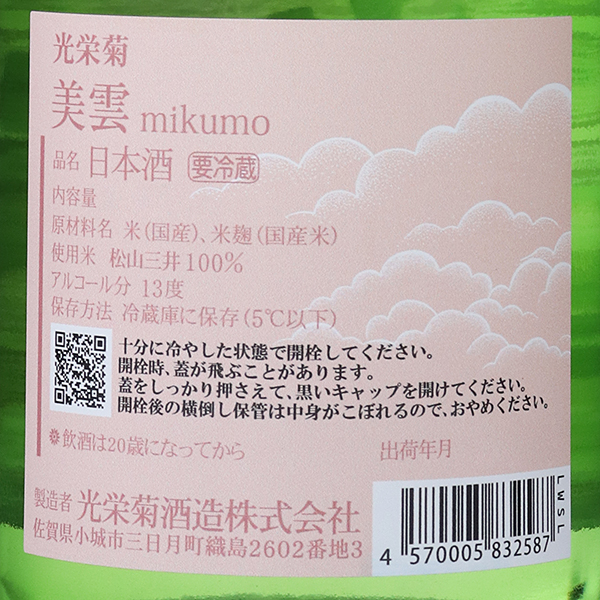 光栄菊
美雲 mikumo
品名 日本酒 要冷蔵
内容量
原材料名 米(国産)、米麹(国産米)
使用米 松山三井100%
アルコール分 13度
保存方法 冷蔵庫に保存(5℃以下)
十分に冷やした状態で開栓してください。
開栓時、蓋が飛ぶことがあります。
蓋をしっかり押さえて、黒いキャップを開けてください。
開栓後の横倒し保管は中身がこぼれるので、おやめください。
飲酒は20歳になってから
出荷年月
製造者 光栄菊酒造株式会社
佐賀県小城市三日月町織島2602番地3
4 570005 832587
LWSL